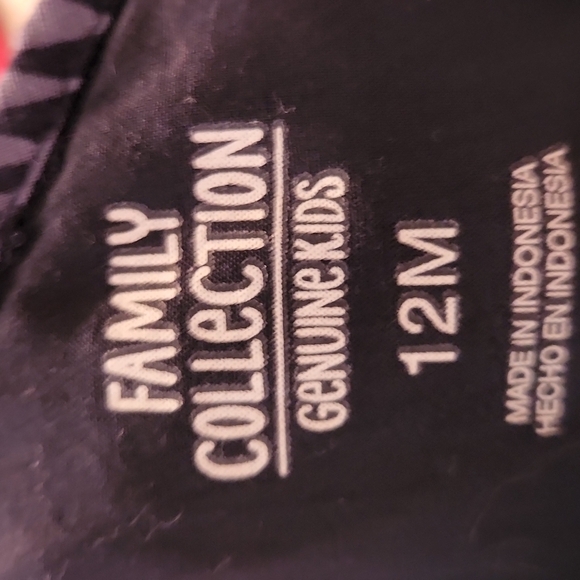 FAMILY
COLLeCTION
GeNUINe KIDS
12M
MADE IN INDONESIA
HECHO EN INDONESIA